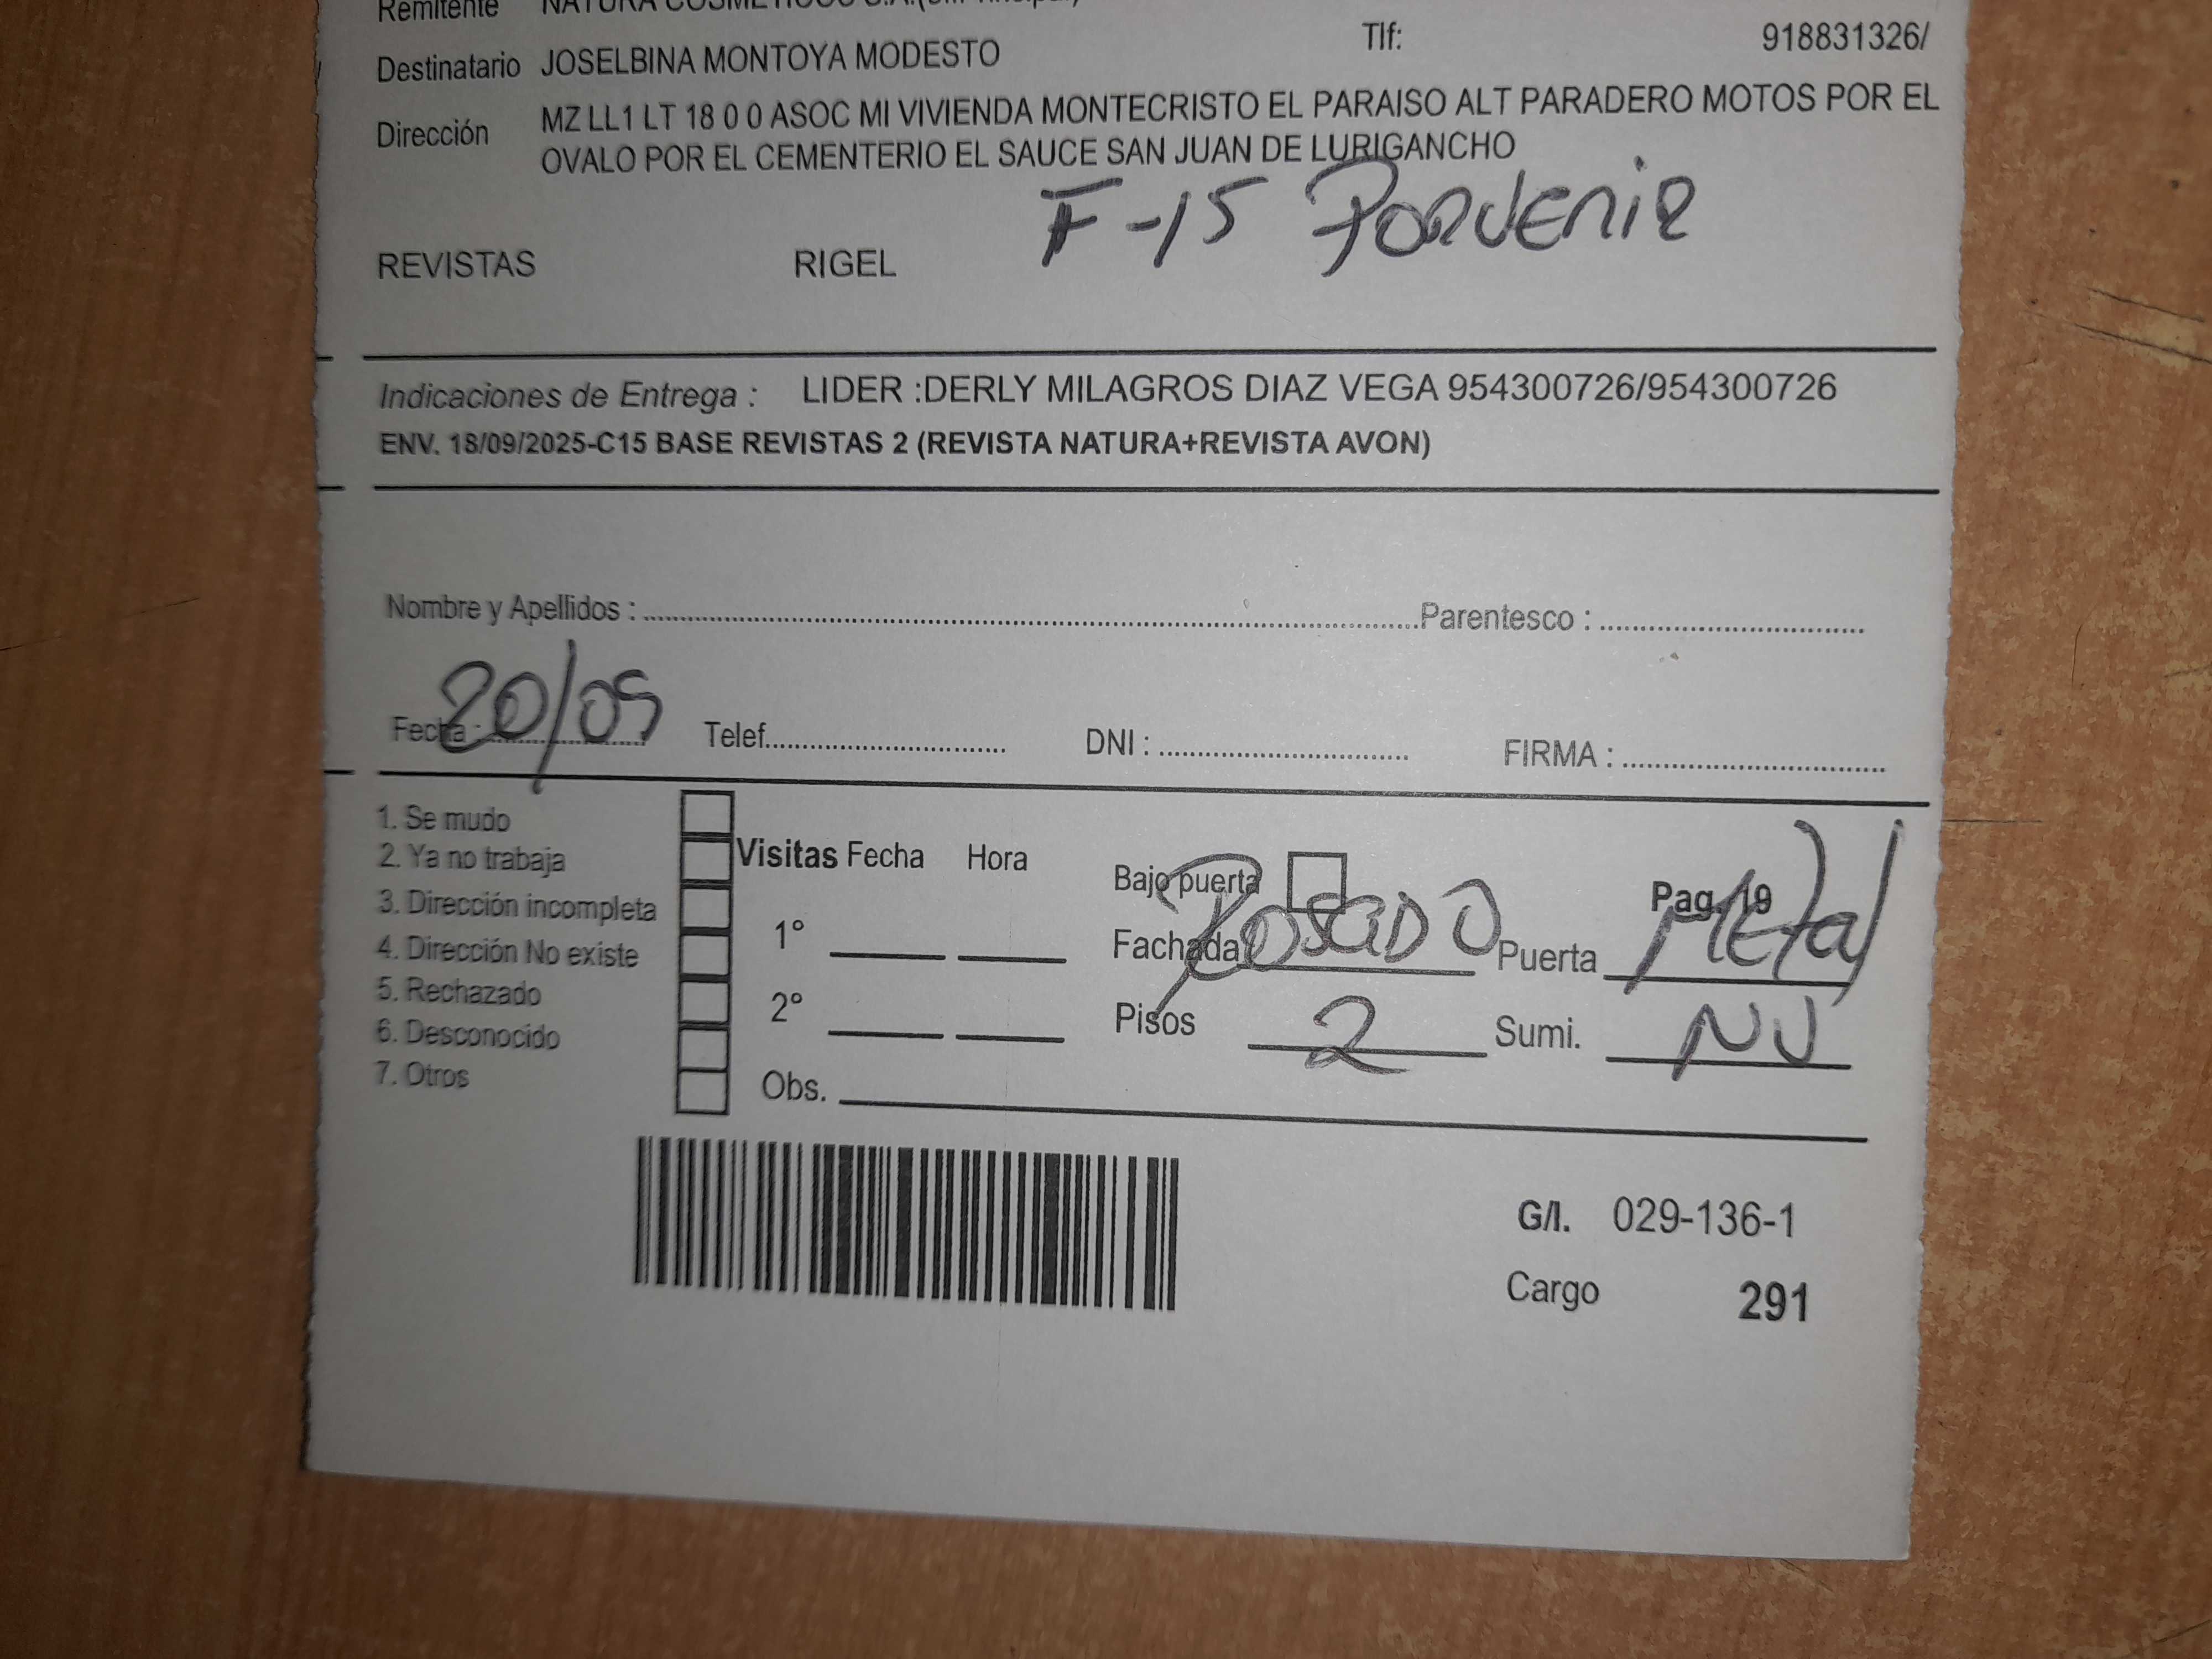 Remitente NATURA COSMETICOS S.A.
Destinatario JOSELBINA MONTOYA MODESTO Tlf: 918831326/
Dirección MZ LL1 LT 18 0 0 ASOC MI VIVIENDA MONTECRISTO EL PARAISO ALT PARADERO MOTOS POR EL
OVALO POR EL CEMENTERIO EL SAUCE SAN JUAN DE LURIGANCHO
F-15 PORVENIR
REVISTAS RIGEL
Indicaciones de Entrega : LIDER :DERLY MILAGROS DIAZ VEGA 954300726/954300726
ENV. 18/09/2025-C15 BASE REVISTAS 2 (REVISTA NATURA+REVISTA AVON)
Nombre y Apellidos : Parentesco :
Fecha : 20/09 Telef. DNI : FIRMA :
1. Se mudo
2. Ya no trabaja
3. Dirección incompleta
4. Dirección No existe
5. Rechazado
6. Desconocido
7. Otros
Visitas Fecha Hora
1°
2°
Obs.
Bajo puerta Pag. 19
Fachada ROSADO Puerta METAL
Pisos 2 Sumi. NV
G/I. 029-136-1
Cargo 291